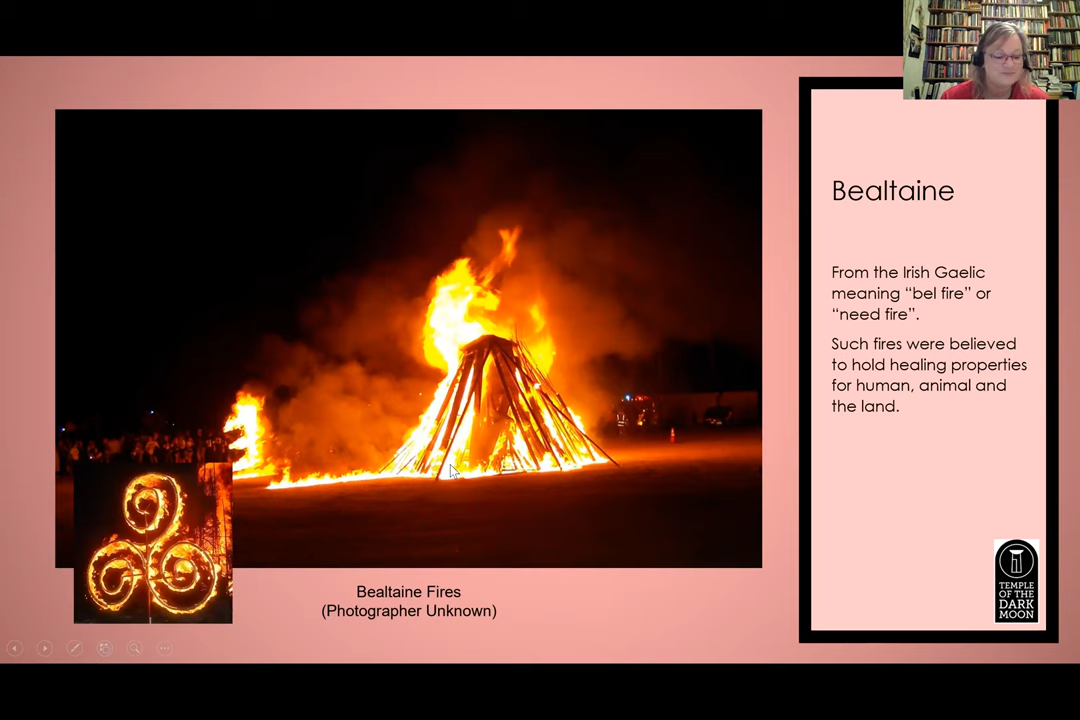 Bealtaine
From the Irish Gaelic
meaning “bel fire” or
“need fire”.
Such fires were believed
to hold healing properties
for human, animal and
the land.
TEMPLE
OF THE
DARK
MOON
Bealtaine Fires
(Photographer Unknown)